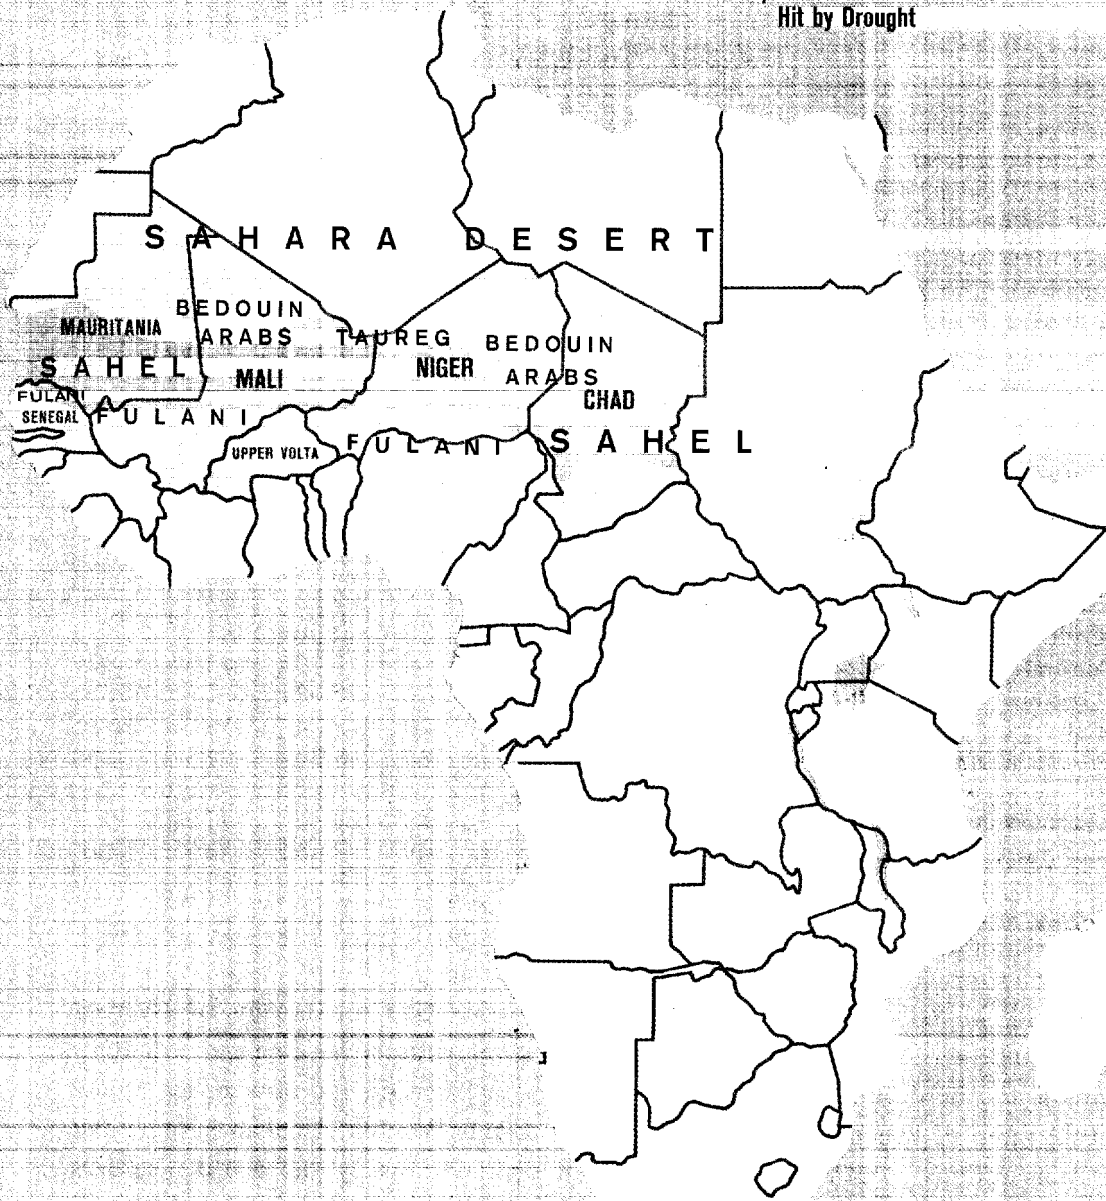 Hit by Drought
SAHARA DESERT
BEDOUIN
ARABS
MAURITANIA
TAUREG
BEDOUIN
ARABS
SAHEL
MALI
NIGER
CHAD
FULANI
SENEGAL
FULANI
UPPER VOLTA
FULANI
SAHEL